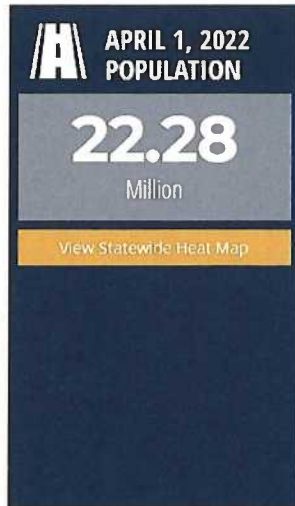 APRIL 1, 2022
POPULATION
22.28
Million
View Statewide Heat Map